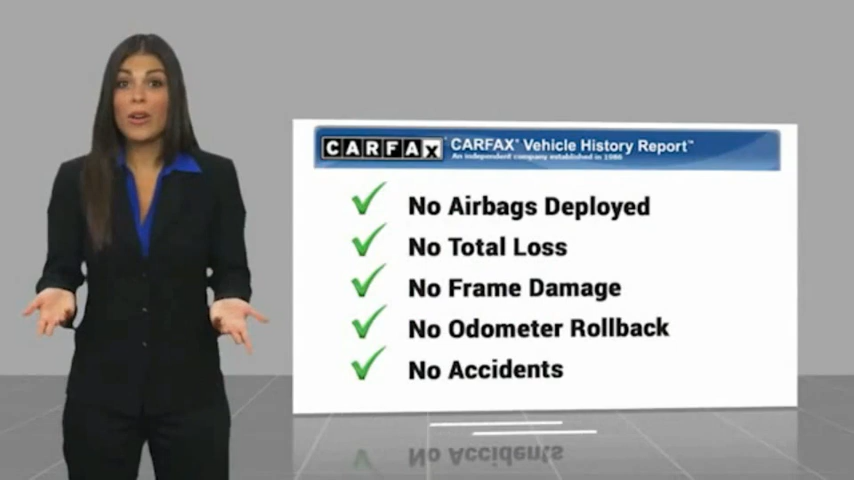 CARFAX CARFAX® Vehicle History Report™
An independent company established in 1986
No Airbags Deployed
No Total Loss
No Frame Damage
No Odometer Rollback
No Accidents
No Accidents